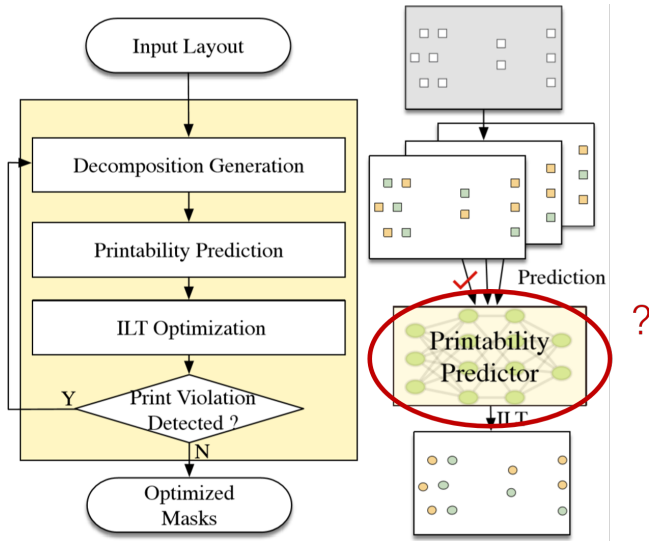 Input Layout
Decomposition Generation
Printability Prediction
ILT Optimization
Print Violation
Detected ?
Y
N
Optimized
Masks
Prediction
Printability
Predictor
?
ILT